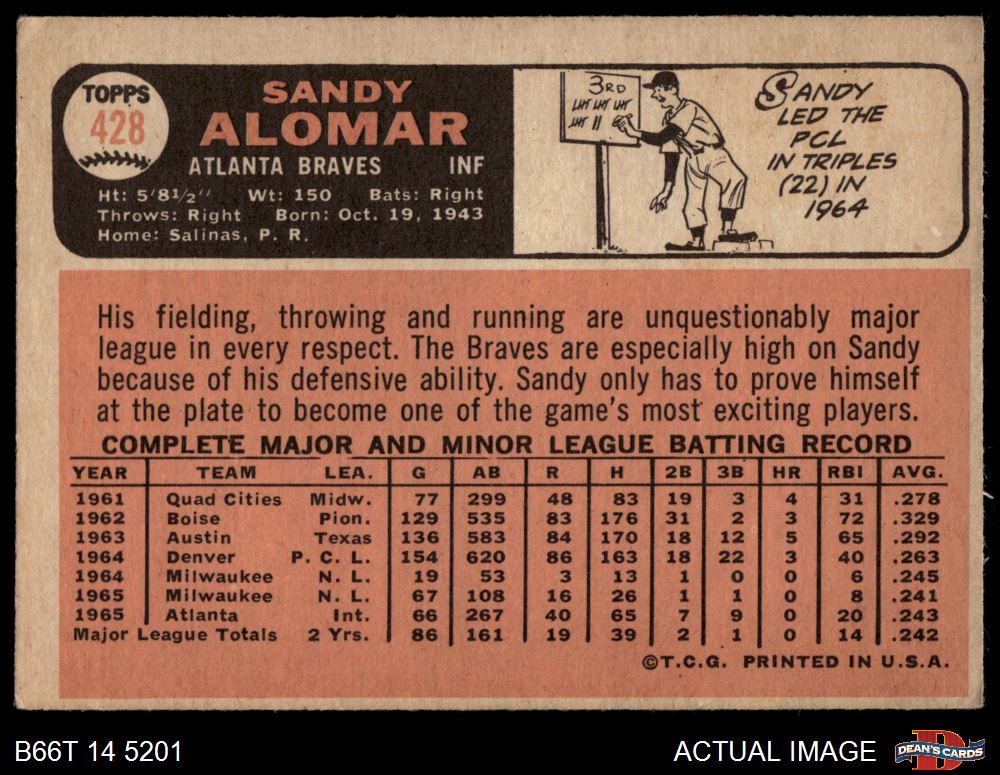 TOPPS
428
SANDY
ALOMAR
ATLANTA BRAVES INF
Ht: 5'8½" Wt: 150 Bats: Right
Throws: Right Born: Oct. 19, 1943
Home: Salinas, P. R.
3RD
SANDY
LED THE
PCL
IN TRIPLES
(22) IN
1964
His fielding, throwing and running are unquestionably major
league in every respect. The Braves are especially high on Sandy
because of his defensive ability. Sandy only has to prove himself
at the plate to become one of the game's most exciting players.
COMPLETE MAJOR AND MINOR LEAGUE BATTING RECORD
YEAR TEAM LEA. G AB R H 2B 3B HR RBI AVG.
1961 Quad Cities Midw. 77 299 48 83 19 3 4 31 .278
1962 Boise Pion. 129 535 83 176 31 2 3 72 .329
1963 Austin Texas 136 583 84 170 18 12 5 65 .292
1964 Denver P. C. L. 154 620 86 163 18 22 3 40 .263
1964 Milwaukee N. L. 19 53 3 13 1 0 0 6 .245
1965 Milwaukee N. L. 67 108 16 26 1 1 0 8 .241
1965 Atlanta Int. 66 267 40 65 7 9 0 20 .243
Major League Totals 2 Yrs. 86 161 19 39 2 1 0 14 .242
©T.C.G. PRINTED IN U.S.A.
B66T 14 5201 ACTUAL IMAGE DEAN'S CARDS